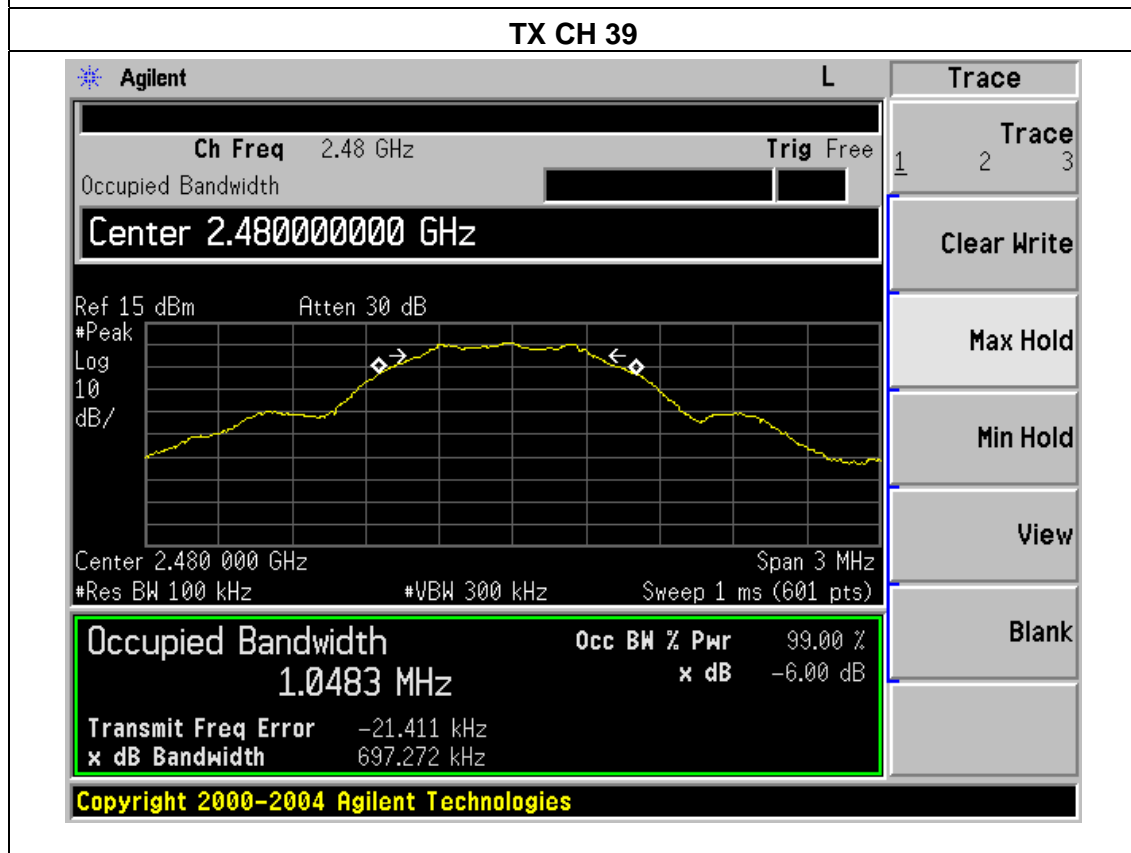 TX CH 39
Agilent L
Ch Freq 2.48 GHz Trig Free
Occupied Bandwidth
Center 2.480000000 GHz
Ref 15 dBm Atten 30 dB
#Peak
Log
10
dB/
Center 2.480 000 GHz Span 3 MHz
#Res BW 100 kHz #VBW 300 kHz Sweep 1 ms (601 pts)
Occupied Bandwidth
1.0483 MHz
Occ BW % Pwr 99.00 %
x dB -6.00 dB
Transmit Freq Error -21.411 kHz
x dB Bandwidth 697.272 kHz
Copyright 2000-2004 Agilent Technologies
Trace
Trace
1 2 3
Clear Write
Max Hold
Min Hold
View
Blank